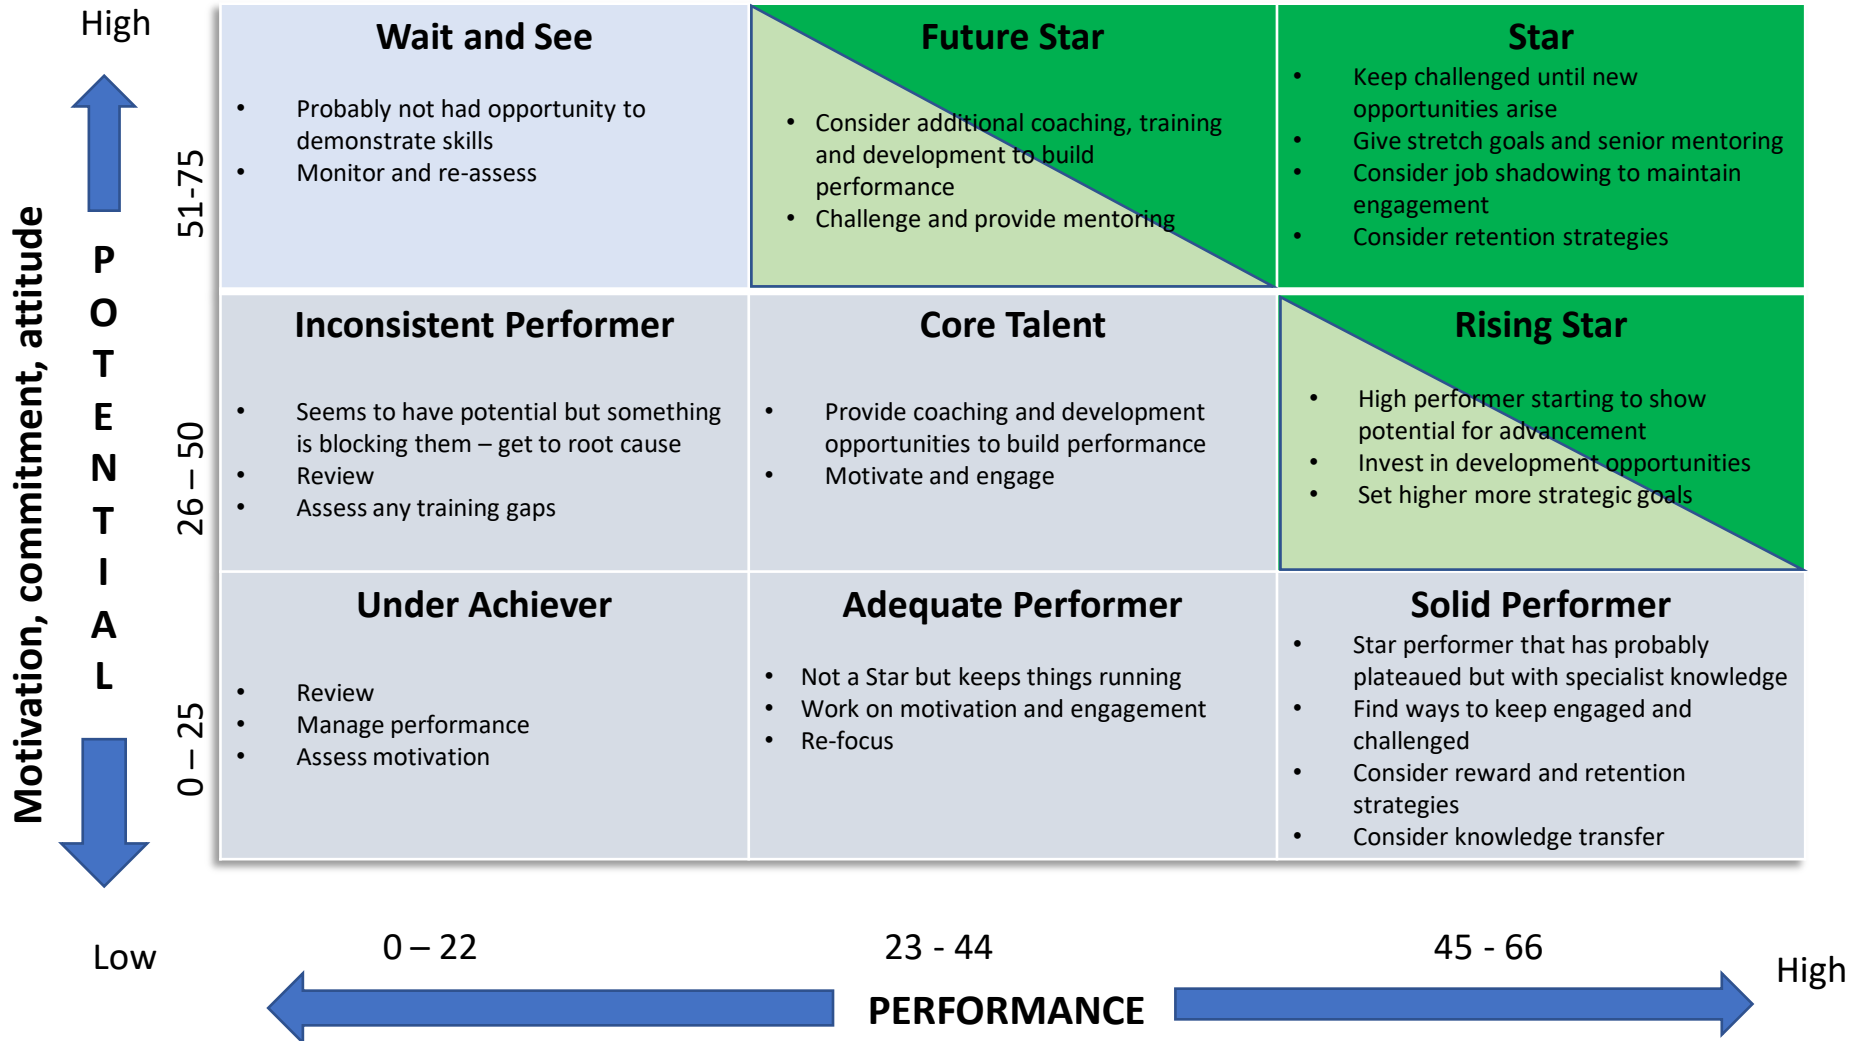 High
Motivation, commitment, attitude
POTENTIAL
51-75
Wait and See
• Probably not had opportunity to
demonstrate skills
• Monitor and re-assess
Future Star
• Consider additional coaching, training
and development to build
performance
• Challenge and provide mentoring
Star
• Keep challenged until new
opportunities arise
• Give stretch goals and senior mentoring
• Consider job shadowing to maintain
engagement
• Consider retention strategies
26 – 50
Inconsistent Performer
• Seems to have potential but something
is blocking them – get to root cause
• Review
• Assess any training gaps
Core Talent
• Provide coaching and development
opportunities to build performance
• Motivate and engage
Rising Star
• High performer starting to show
potential for advancement
• Invest in development opportunities
• Set higher more strategic goals
0 – 25
Under Achiever
• Review
• Manage performance
• Assess motivation
Adequate Performer
• Not a Star but keeps things running
• Work on motivation and engagement
• Re-focus
Solid Performer
• Star performer that has probably
plateaued but with specialist knowledge
• Find ways to keep engaged and
challenged
• Consider reward and retention
strategies
• Consider knowledge transfer
Low
0 – 22
23 - 44
45 - 66
High
PERFORMANCE